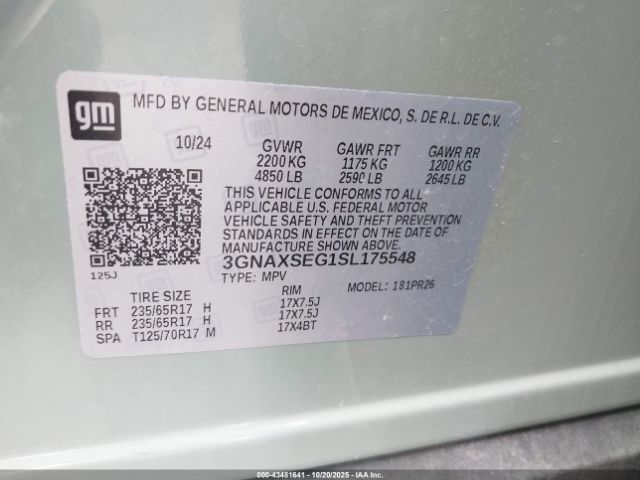 gm
MFD BY GENERAL MOTORS DE MEXICO, S. DE R.L. DE C.V.
10/24 GVWR GAWR FRT GAWR RR
2200 KG 1175 KG 1200 KG
4850 LB 2590 LB 2645 LB
THIS VEHICLE CONFORMS TO ALL
APPLICABLE U.S. FEDERAL MOTOR
VEHICLE SAFETY AND THEFT PREVENTION
STANDARDS IN EFFECT ON THE DATE OF
MANUFACTURE SHOWN ABOVE.
125J 3GNAXSEG1SL175548
TYPE: MPV MODEL: 181PR26
TIRE SIZE RIM
FRT 235/65R17 H 17X7.5J
RR 235/65R17 H 17X7.5J
SPA T125/70R17 M 17X4BT
000-43481641 - 10/20/2025 - IAAI.COM